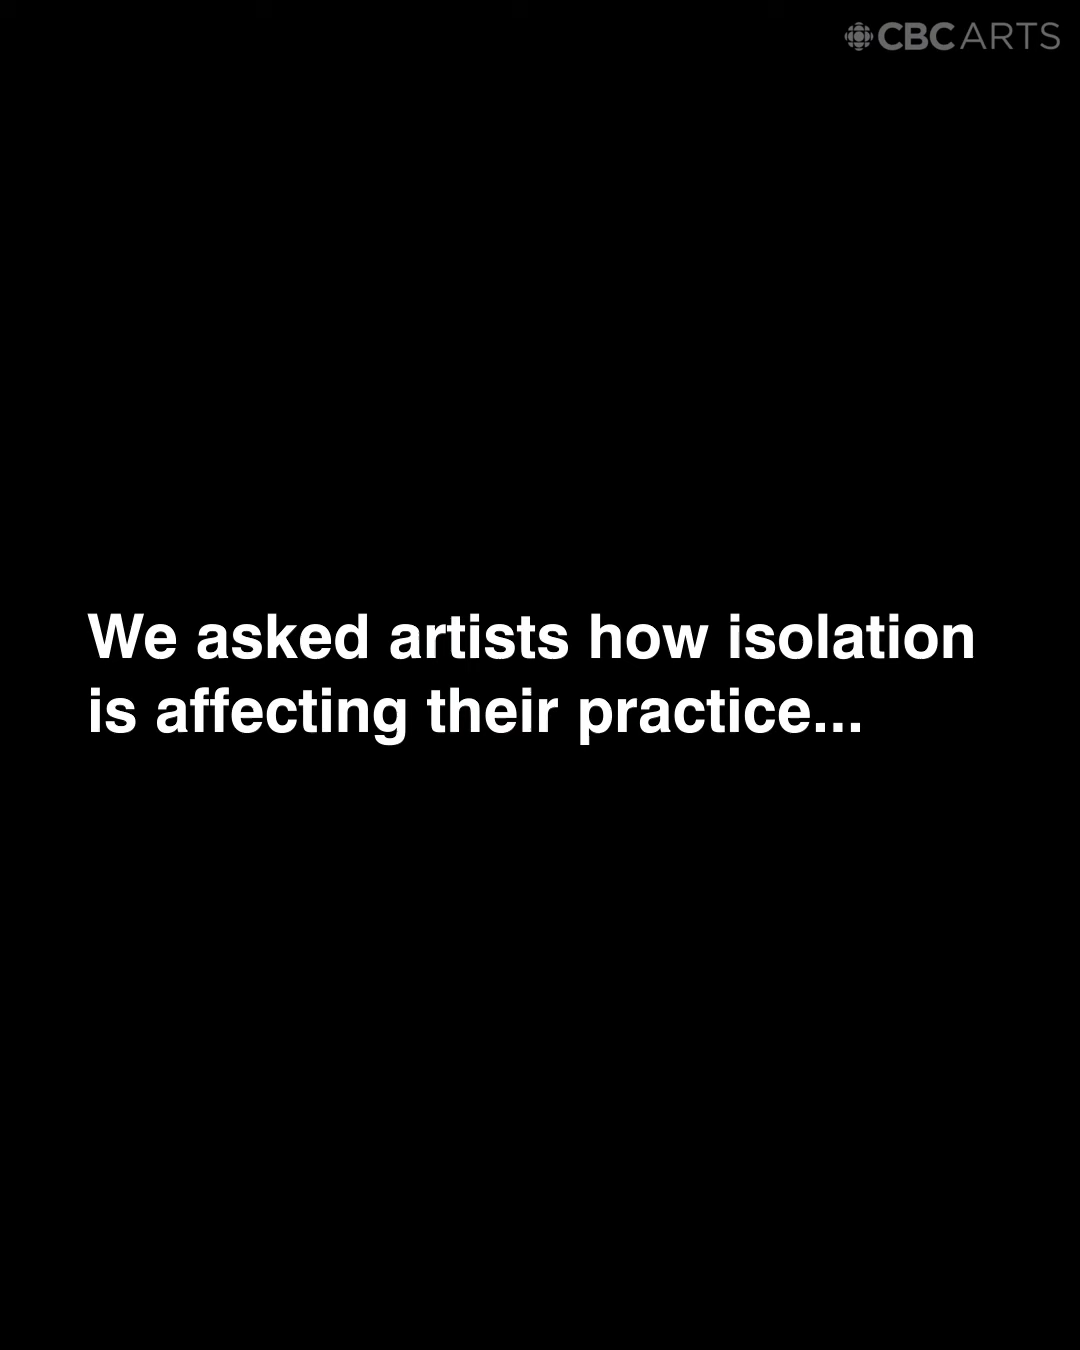 CBC ARTS
We asked artists how isolation
is affecting their practice...